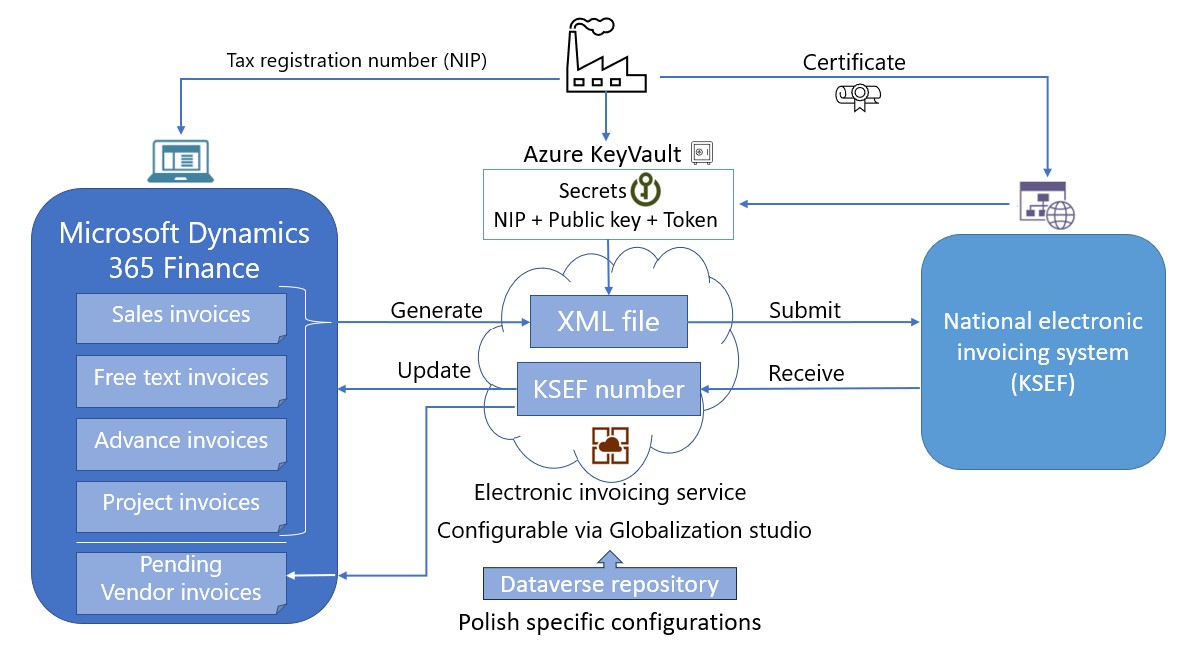 Tax registration number (NIP)
Certificate
Azure KeyVault
Secrets
NIP + Public key + Token
Microsoft Dynamics
365 Finance
Sales invoices
Free text invoices
Advance invoices
Project invoices
Pending
Vendor invoices
Generate
XML file
Submit
Update
KSEF number
Receive
National electronic
invoicing system
(KSEF)
Electronic invoicing service
Configurable via Globalization studio
Dataverse repository
Polish specific configurations